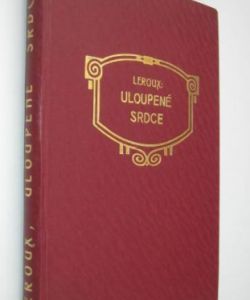 LEROUX:
ULOUPENÉ
SRDCE
LEROUX, ULOUPENÉ SRDCE